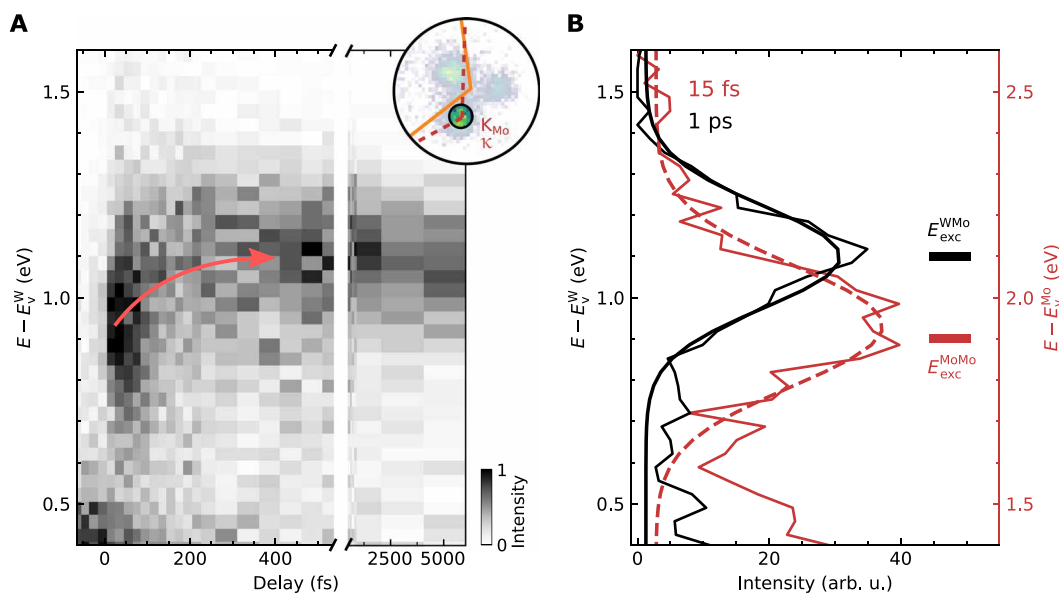 A
B
K_Mo
κ
1.5
1.0
0.5
E − E_v^W (eV)
0
200
400
2500
5000
Delay (fs)
1
0
Intensity
15 fs
1 ps
1.5
1.0
0.5
E − E_v^W (eV)
E_exc^WMo
E_exc^MoMo
2.5
2.0
1.5
E − E_v^Mo (eV)
0
20
40
Intensity (arb. u.)